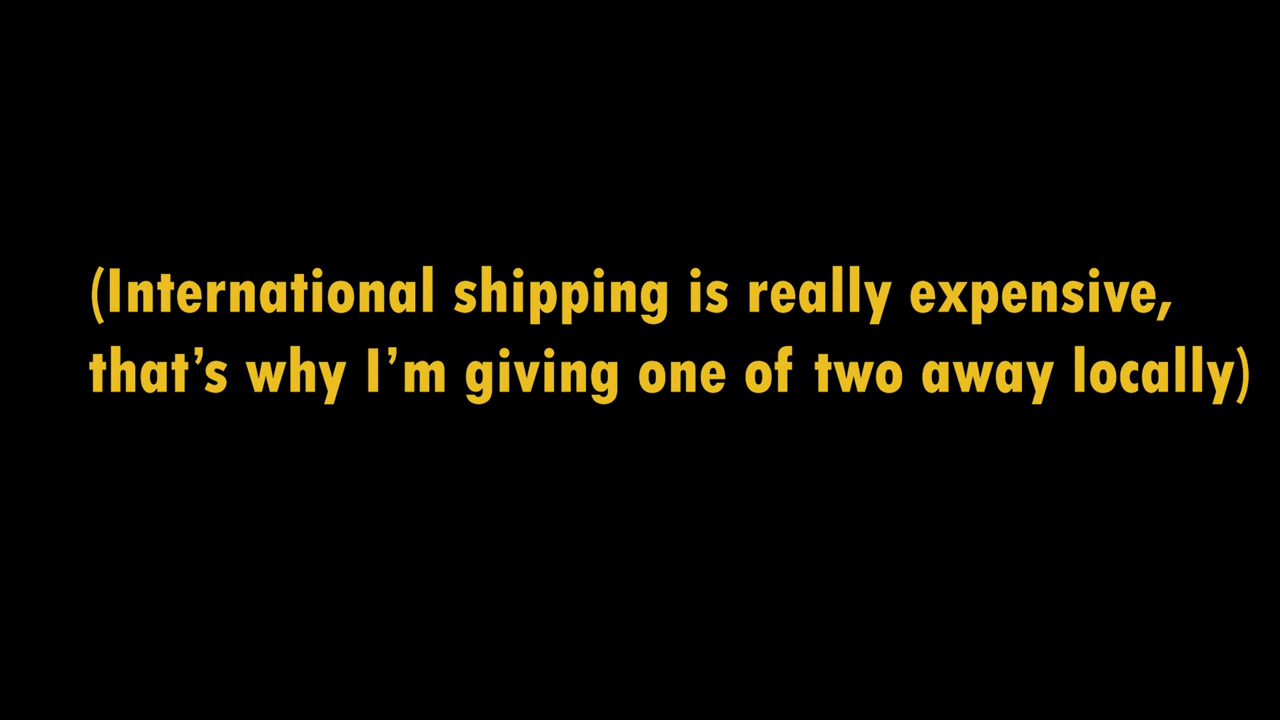 (International shipping is really expensive,
that’s why I’m giving one of two away locally)